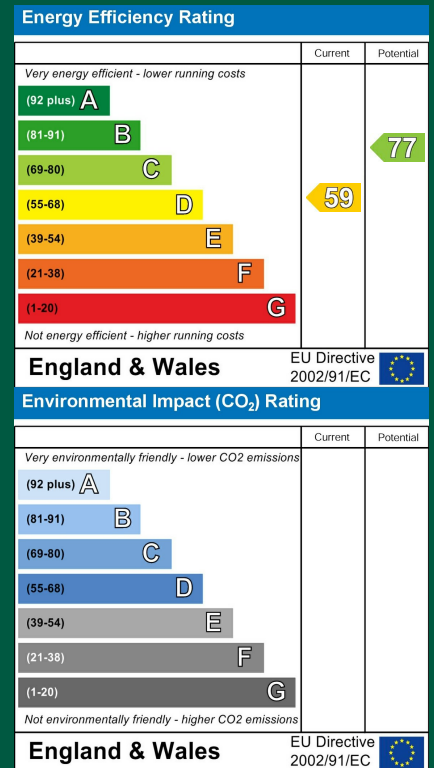 Energy Efficiency Rating
Current Potential
Very energy efficient - lower running costs
(92 plus) A
(81-91) B
(69-80) C
(55-68) D
(39-54) E
(21-38) F
(1-20) G
59
77
Not energy efficient - higher running costs
England & Wales
EU Directive
2002/91/EC
Environmental Impact (CO₂) Rating
Current Potential
Very environmentally friendly - lower CO2 emissions
(92 plus) A
(81-91) B
(69-80) C
(55-68) D
(39-54) E
(21-38) F
(1-20) G
Not environmentally friendly - higher CO2 emissions
England & Wales
EU Directive
2002/91/EC